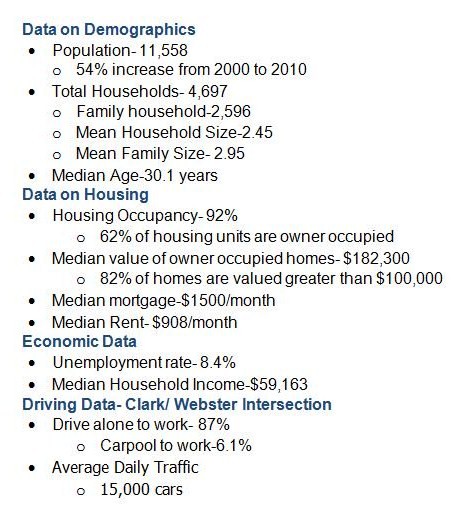 Data on Demographics
• Population- 11,558
o 54% increase from 2000 to 2010
• Total Households- 4,697
o Family household-2,596
o Mean Household Size-2.45
o Mean Family Size- 2.95
• Median Age-30.1 years
Data on Housing
• Housing Occupancy- 92%
o 62% of housing units are owner occupied
• Median value of owner occupied homes- $182,300
o 82% of homes are valued greater than $100,000
• Median mortgage-$1500/month
• Median Rent- $908/month
Economic Data
• Unemployment rate- 8.4%
• Median Household Income-$59,163
Driving Data- Clark/ Webster Intersection
• Drive alone to work- 87%
o Carpool to work-6.1%
• Average Daily Traffic
o 15,000 cars